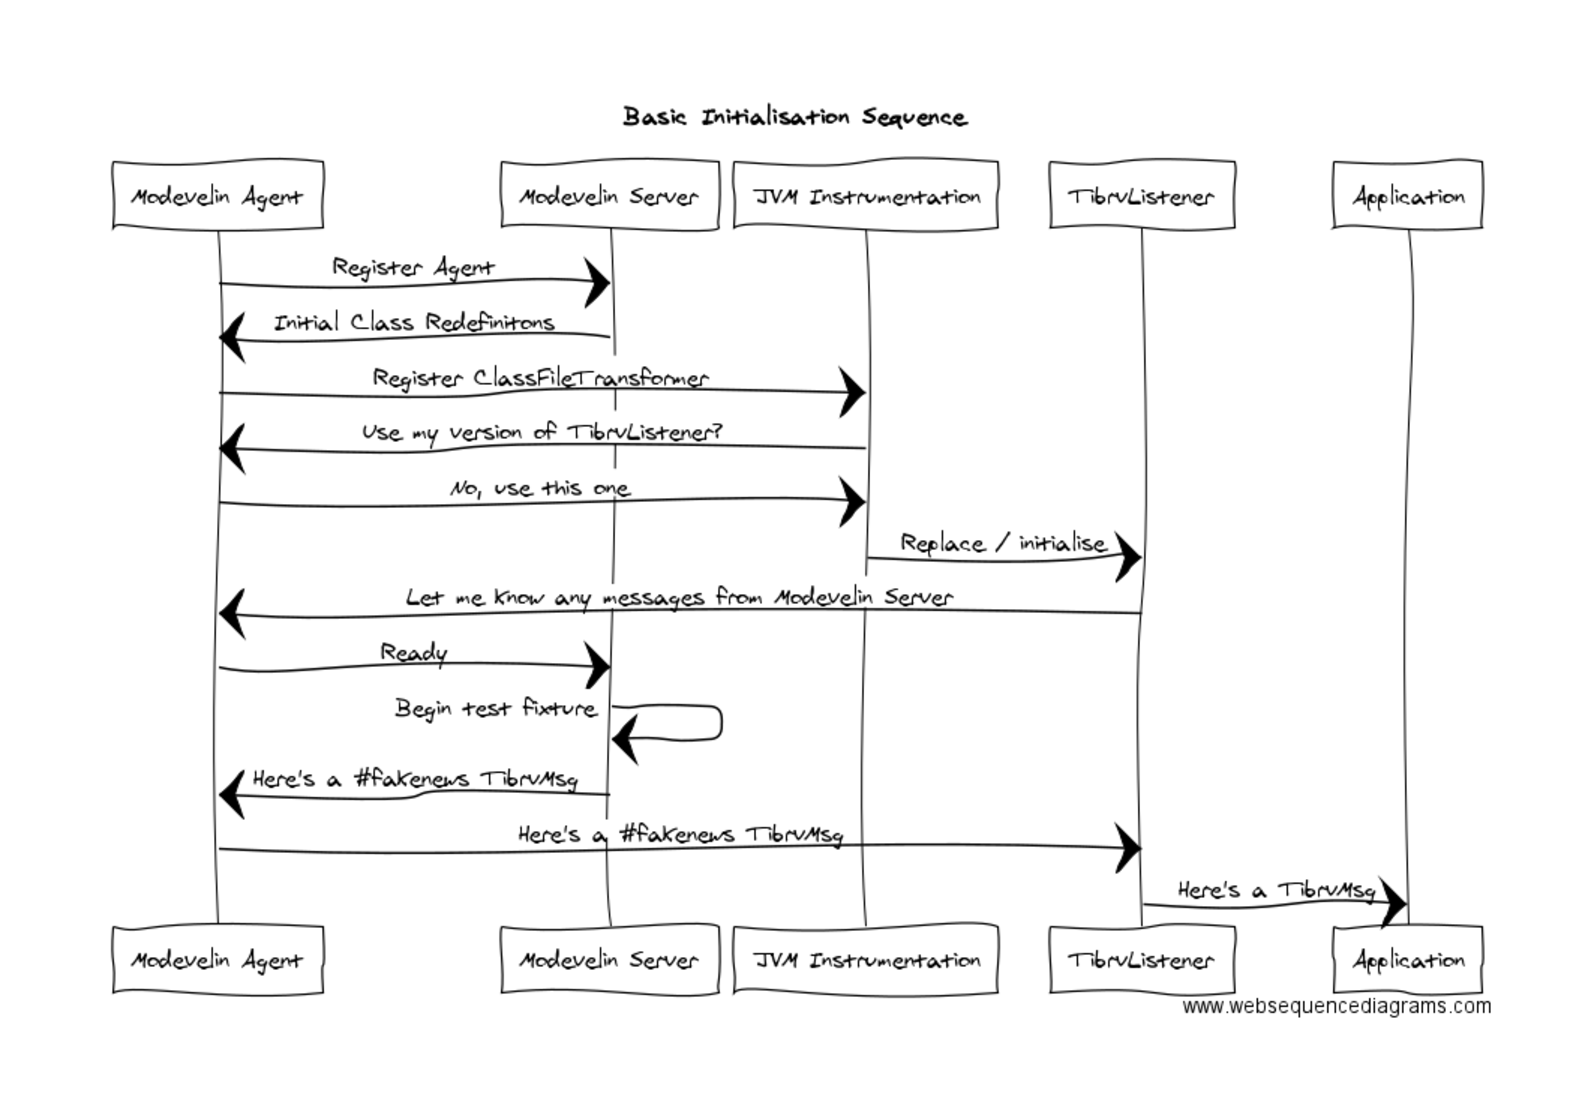 Basic Initialisation Sequence
Modevelin Agent
Modevelin Server
JVM Instrumentation
TibrvListener
Application
Register Agent
Initial Class Redefinitons
Register ClassFileTransformer
Use my version of TibrvListener?
No, use this one
Replace / initialise
Let me know any messages from Modevelin Server
Ready
Begin test fixture
Here's a #fakenews TibrvMsg
Here's a #fakenews TibrvMsg
Here's a TibrvMsg
Modevelin Agent
Modevelin Server
JVM Instrumentation
TibrvListener
Application
www.websequencediagrams.com